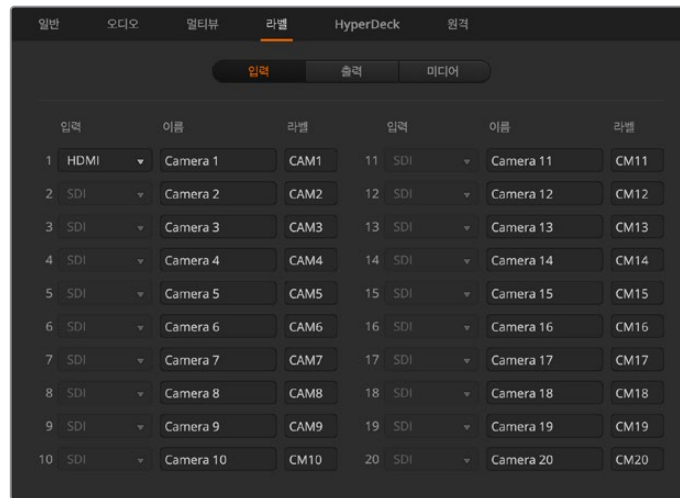 일반 오디오 멀티뷰 라벨 HyperDeck 원격
입력 출력 미디어
입력 이름 라벨 입력 이름 라벨
1 HDMI Camera 1 CAM1 11 SDI Camera 11 CM11
2 SDI Camera 2 CAM2 12 SDI Camera 12 CM12
3 SDI Camera 3 CAM3 13 SDI Camera 13 CM13
4 SDI Camera 4 CAM4 14 SDI Camera 14 CM14
5 SDI Camera 5 CAM5 15 SDI Camera 15 CM15
6 SDI Camera 6 CAM6 16 SDI Camera 16 CM16
7 SDI Camera 7 CAM7 17 SDI Camera 17 CM17
8 SDI Camera 8 CAM8 18 SDI Camera 18 CM18
9 SDI Camera 9 CAM9 19 SDI Camera 19 CM19
10 SDI Camera 10 CM10 20 SDI Camera 20 CM20